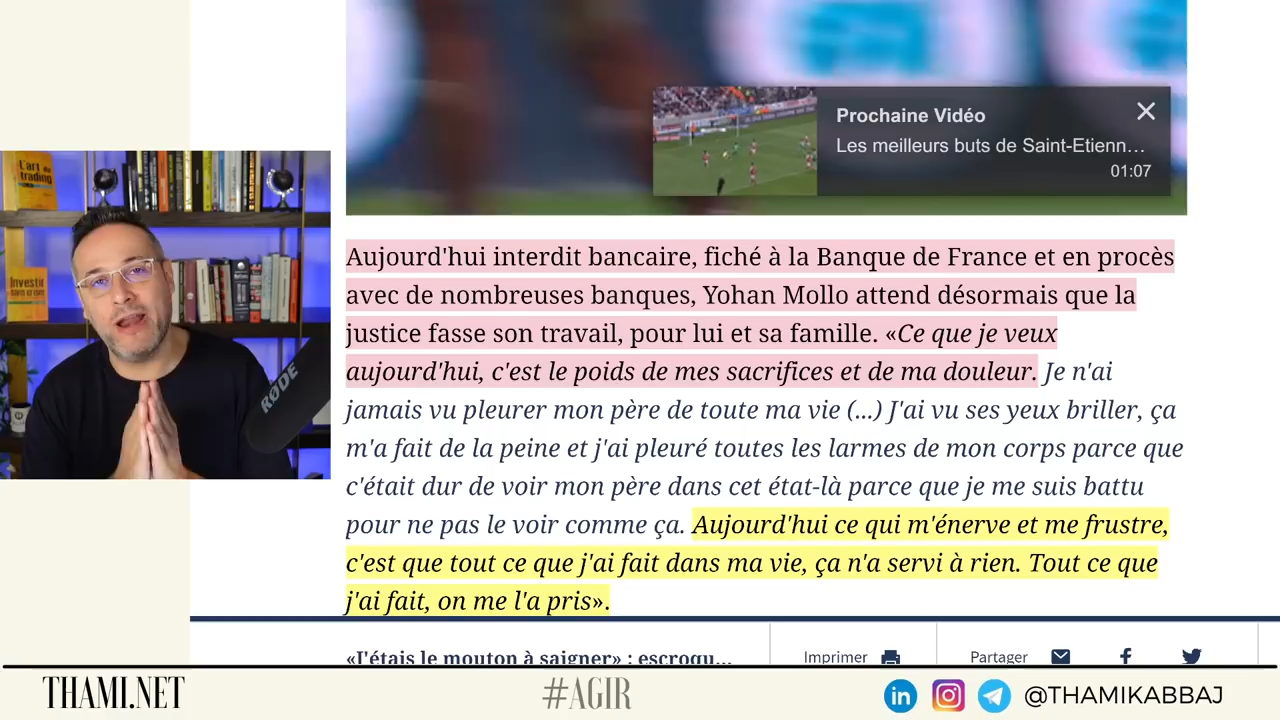 Prochaine Vidéo
Les meilleurs buts de Saint-Etienn…
01:07
L'art du
trading
Investir
RØDE
Aujourd'hui interdit bancaire, fiché à la Banque de France et en procès
avec de nombreuses banques, Yohan Mollo attend désormais que la
justice fasse son travail, pour lui et sa famille. «Ce que je veux
aujourd'hui, c'est le poids de mes sacrifices et de ma douleur. Je n'ai
jamais vu pleurer mon père de toute ma vie (...) J'ai vu ses yeux briller, ça
m'a fait de la peine et j'ai pleuré toutes les larmes de mon corps parce que
c'était dur de voir mon père dans cet état-là parce que je me suis battu
pour ne pas le voir comme ça. Aujourd'hui ce qui m'énerve et me frustre,
c'est que tout ce que j'ai fait dans ma vie, ça n'a servi à rien. Tout ce que
j'ai fait, on me l'a pris».
«J'étais le mouton à saigner» : escroqu...
Imprimer
Partager
THAMI.NET
#AGIR
@THAMIKABBAJ